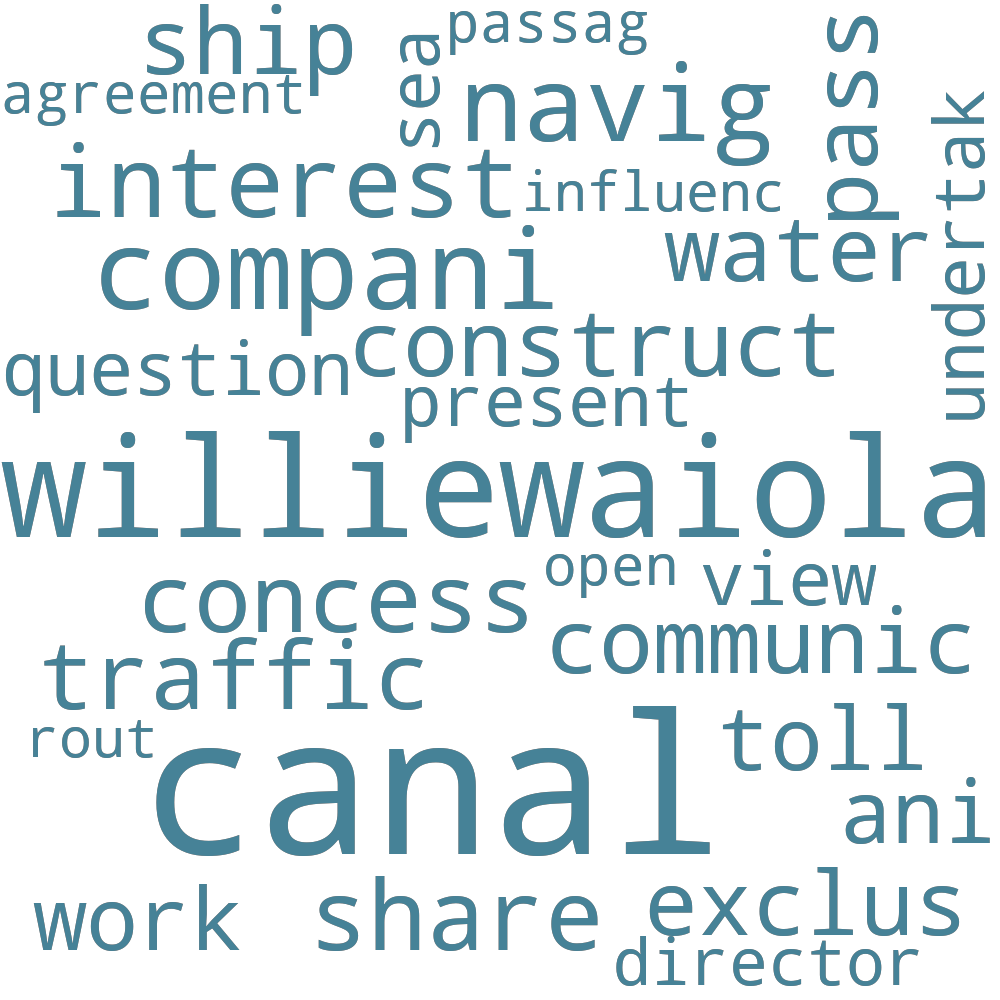 ship
passag
agreement
sea
navig
pass
undertak
interest
influenc
water
compani
construct
question
present
williewaiola
concess
open
view
communic
traffic
rout
canal
toll
ani
work
share
exclus
director